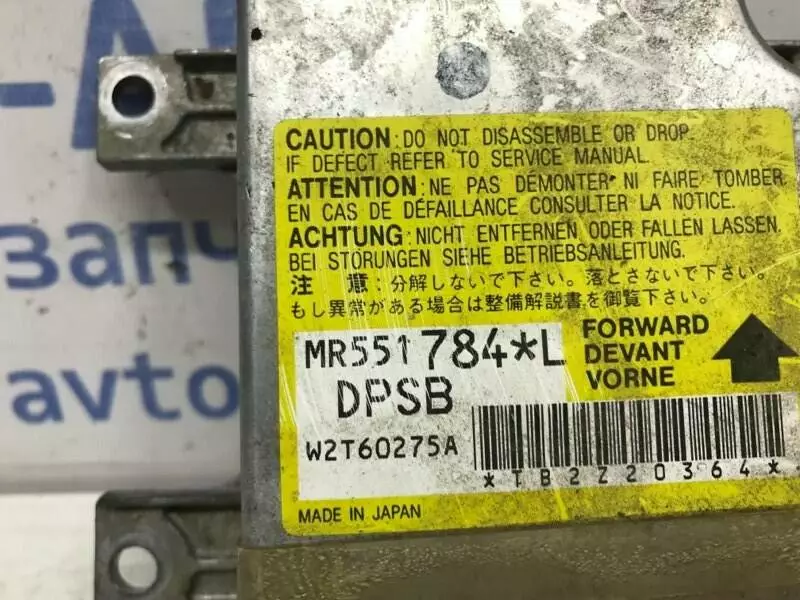 CAUTION: DO NOT DISASSEMBLE OR DROP.
IF DEFECT REFER TO SERVICE MANUAL.
ATTENTION: NE PAS DÉMONTER NI FAIRE TOMBER
EN CAS DE DÉFAILLANCE CONSULTER LA NOTICE.
ACHTUNG: NICHT ENTFERNEN ODER FALLEN LASSEN.
BEI STÖRUNGEN SIEHE BETRIEBSANLEITUNG.
注 意:分解しないで下さい。落とさないで下さい。
もし異常がある場合は整備解説書を御覧下さい。
MR551784*L
DPSB
W2T60275A
FORWARD
DEVANT
VORNE
*TB2Z20364*
MADE IN JAPAN
запч
avto